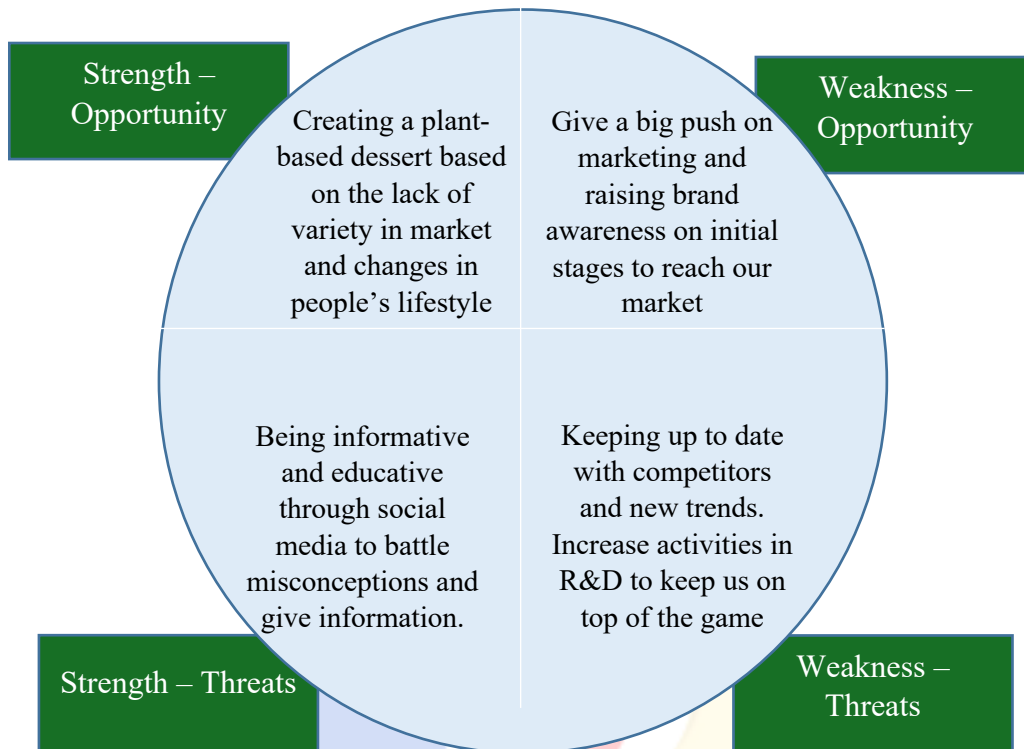 Strength –
Opportunity
Creating a plant-
based dessert based
on the lack of
variety in market
and changes in
people’s lifestyle
Weakness –
Opportunity
Give a big push on
marketing and
raising brand
awareness on initial
stages to reach our
market
Strength – Threats
Being informative
and educative
through social
media to battle
misconceptions and
give information.
Weakness –
Threats
Keeping up to date
with competitors
and new trends.
Increase activities in
R&D to keep us on
top of the game